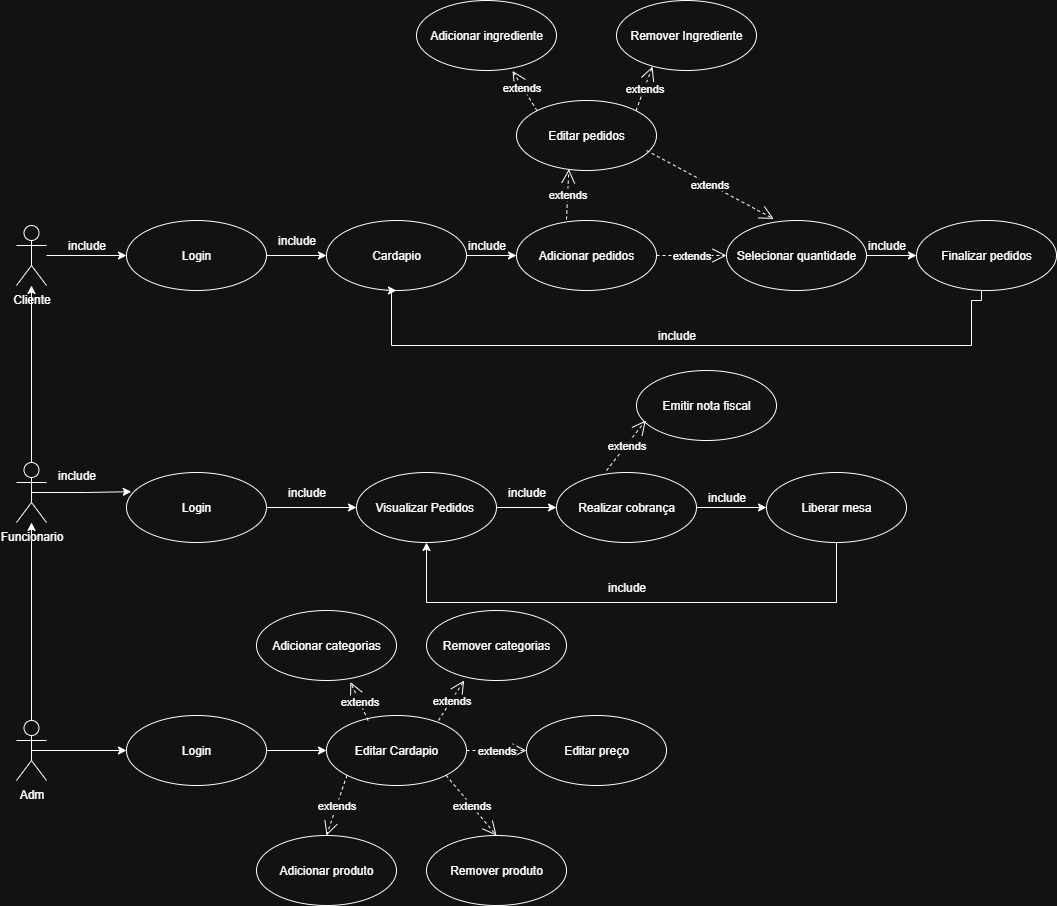 Adicionar ingrediente
Remover Ingrediente
extends
extends
Editar pedidos
extends
extends
include
Login
include
Cardapio
include
Adicionar pedidos
extends
Selecionar quantidade
include
Finalizar pedidos
Cliente
include
Emitir nota fiscal
extends
include
Login
include
Visualizar Pedidos
include
Realizar cobrança
include
Liberar mesa
Funcionario
include
Adicionar categorias
Remover categorias
extends
extends
Login
Editar Cardapio
extends
Editar preço
Adm
extends
extends
Adicionar produto
Remover produto